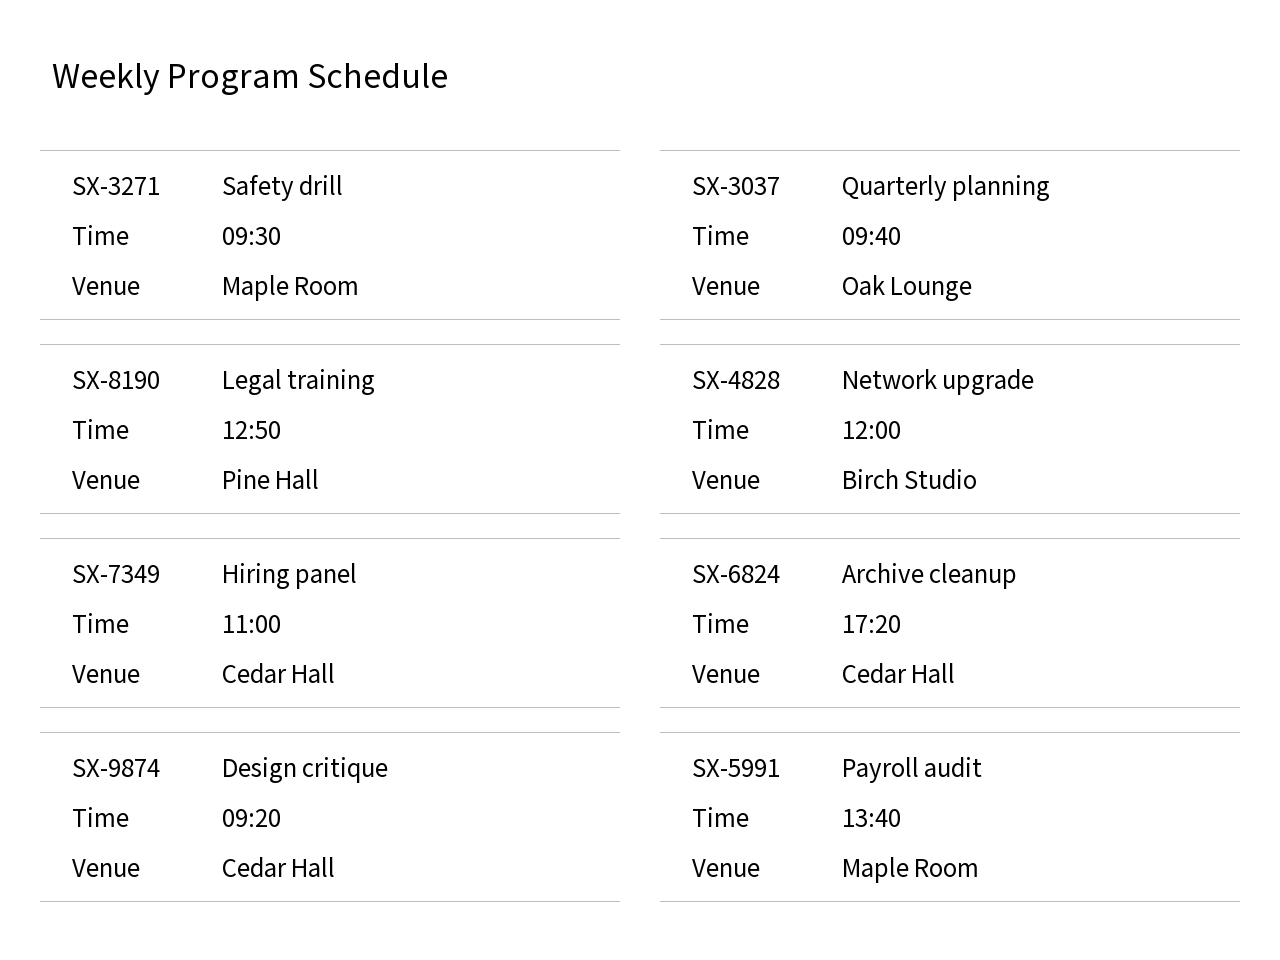 Weekly Program Schedule
SX-3271 Safety drill
Time 09:30
Venue Maple Room
SX-3037 Quarterly planning
Time 09:40
Venue Oak Lounge
SX-8190 Legal training
Time 12:50
Venue Pine Hall
SX-4828 Network upgrade
Time 12:00
Venue Birch Studio
SX-7349 Hiring panel
Time 11:00
Venue Cedar Hall
SX-6824 Archive cleanup
Time 17:20
Venue Cedar Hall
SX-9874 Design critique
Time 09:20
Venue Cedar Hall
SX-5991 Payroll audit
Time 13:40
Venue Maple Room